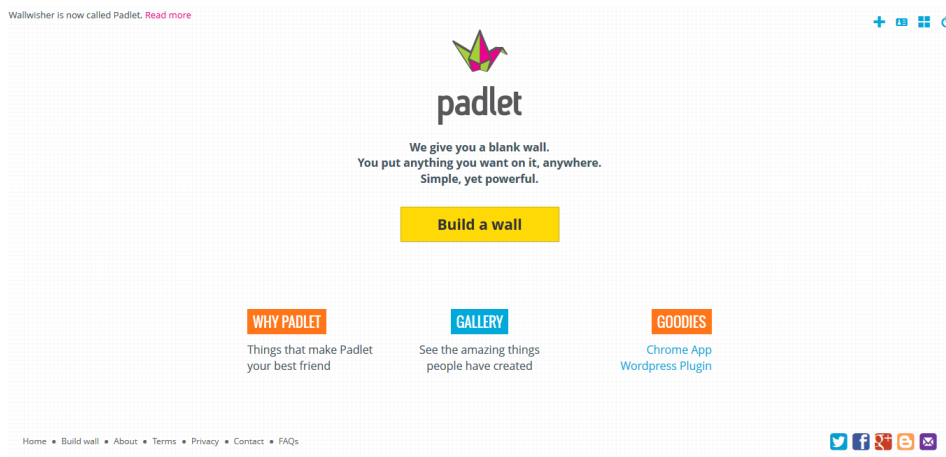 Wallwisher is now called Padlet. Read more
padlet
We give you a blank wall.
You put anything you want on it, anywhere.
Simple, yet powerful.
Build a wall
WHY PADLET
Things that make Padlet
your best friend
GALLERY
See the amazing things
people have created
GOODIES
Chrome App
Wordpress Plugin
Home • Build wall • About • Terms • Privacy • Contact • FAQs